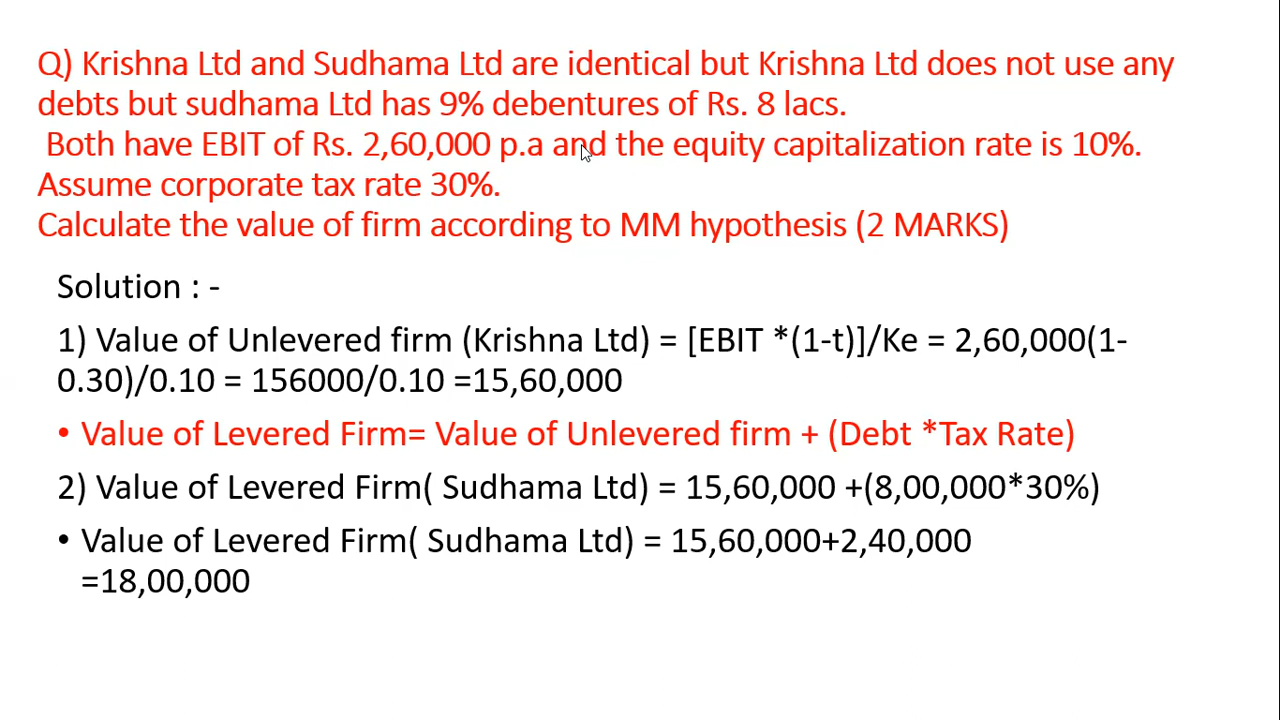 Q) Krishna Ltd and Sudhama Ltd are identical but Krishna Ltd does not use any
debts but sudhama Ltd has 9% debentures of Rs. 8 lacs.
Both have EBIT of Rs. 2,60,000 p.a and the equity capitalization rate is 10%.
Assume corporate tax rate 30%.
Calculate the value of firm according to MM hypothesis (2 MARKS)
Solution : -
1) Value of Unlevered firm (Krishna Ltd) = [EBIT *(1-t)]/Ke = 2,60,000(1-
0.30)/0.10 = 156000/0.10 =15,60,000
• Value of Levered Firm= Value of Unlevered firm + (Debt *Tax Rate)
2) Value of Levered Firm( Sudhama Ltd) = 15,60,000 +(8,00,000*30%)
• Value of Levered Firm( Sudhama Ltd) = 15,60,000+2,40,000
=18,00,000